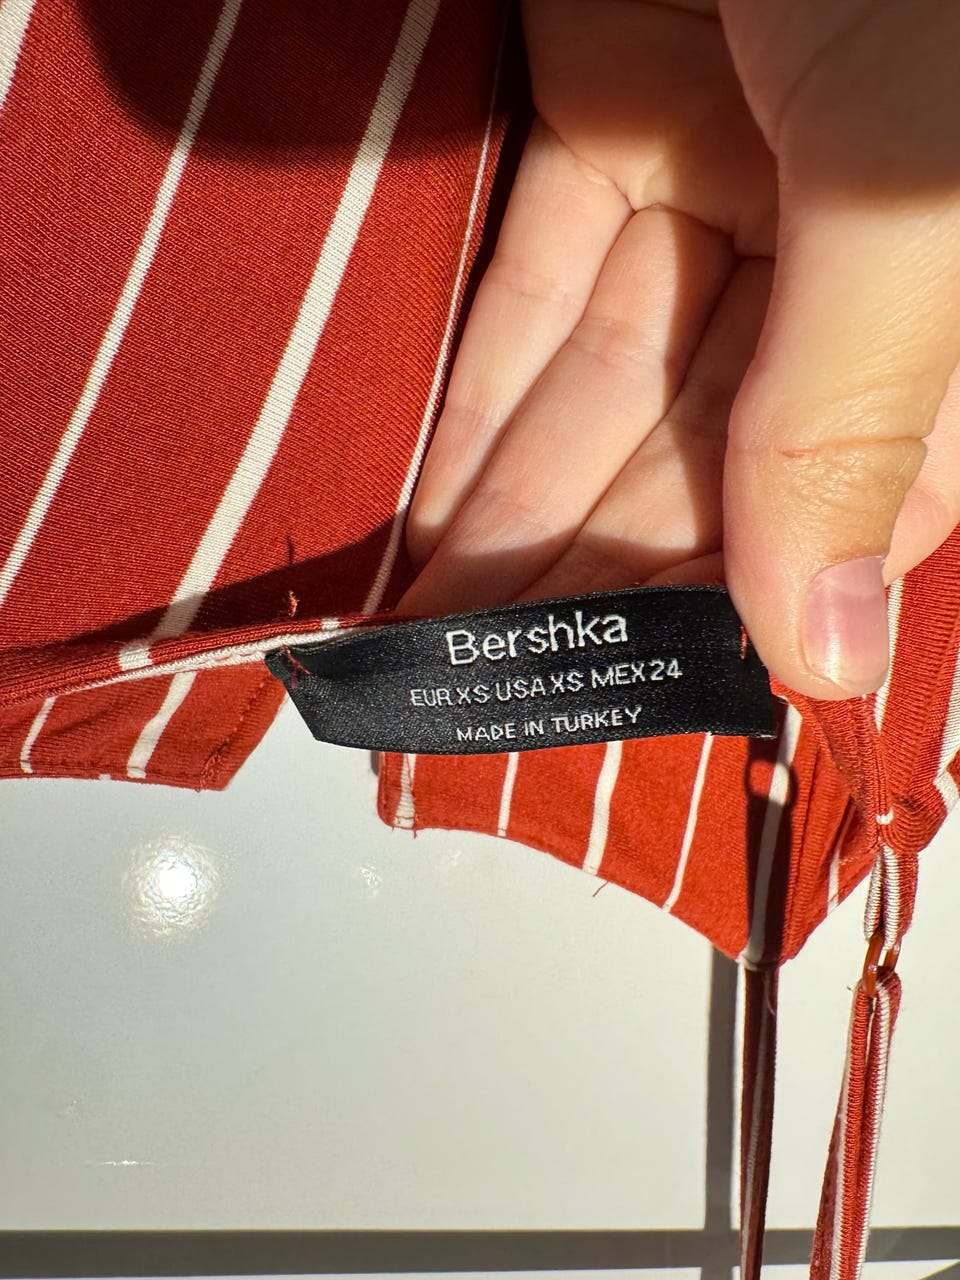 Bershka
EUR XS USA XS MEX 24
MADE IN TURKEY